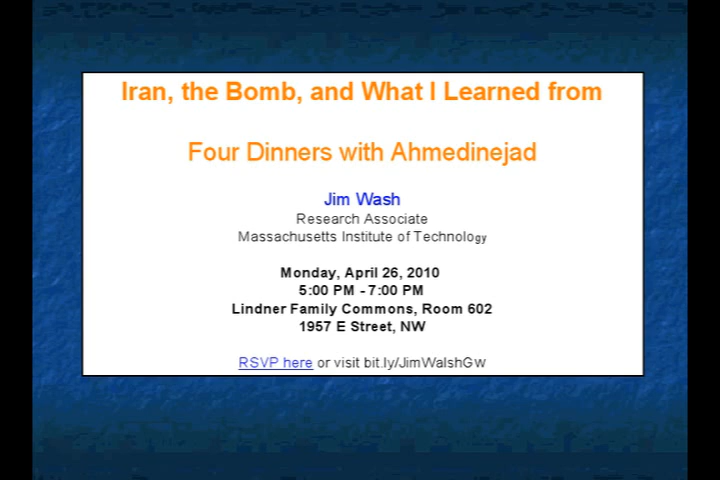 Iran, the Bomb, and What I Learned from
Four Dinners with Ahmedinejad
Jim Wash
Research Associate
Massachusetts Institute of Technology
Monday, April 26, 2010
5:00 PM - 7:00 PM
Lindner Family Commons, Room 602
1957 E Street, NW
RSVP here or visit bit.ly/JimWalshGw